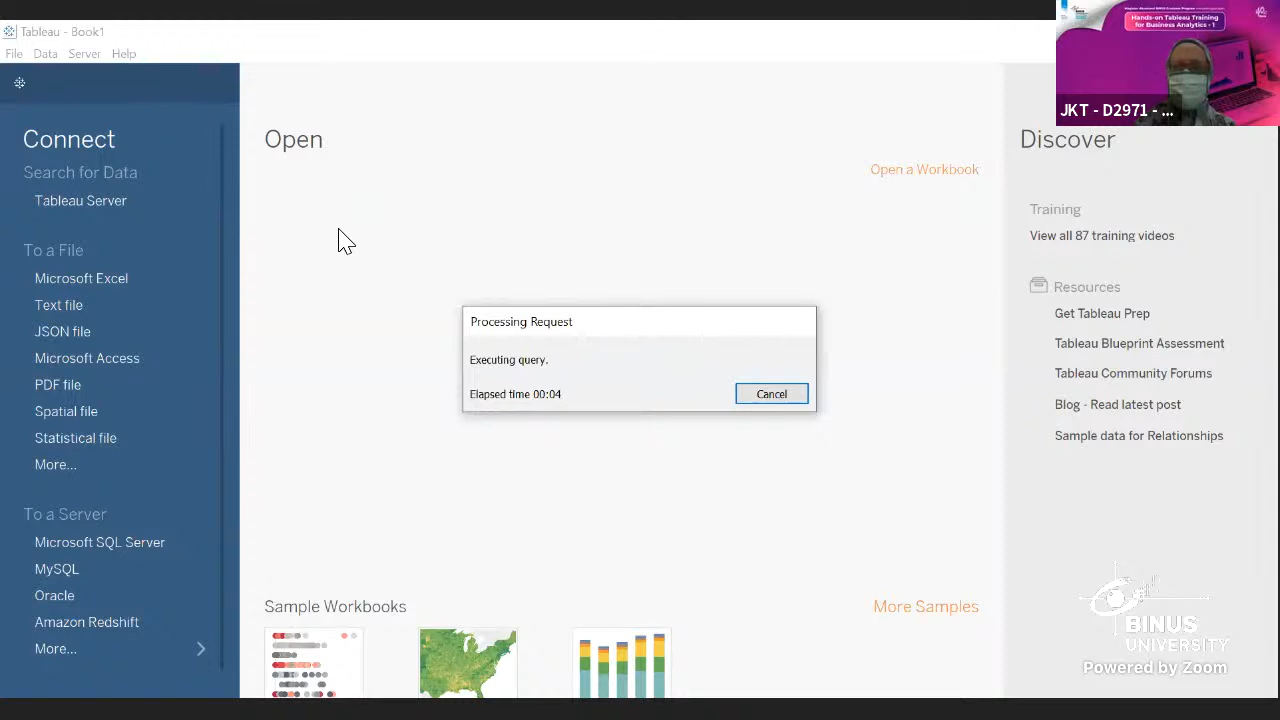 Tableau - Book1
File Data Server Help
Connect
Search for Data
Tableau Server
To a File
Microsoft Excel
Text file
JSON file
Microsoft Access
PDF file
Spatial file
Statistical file
More...
To a Server
Microsoft SQL Server
MySQL
Oracle
Amazon Redshift
More...
Open
Open a Workbook
Processing Request
Executing query.
Elapsed time 00:04
Cancel
Sample Workbooks
More Samples
Hands-on Tableau Training
for Business Analytics - 1
JKT - D2971 - ...
Discover
Training
View all 87 training videos
Resources
Get Tableau Prep
Tableau Blueprint Assessment
Tableau Community Forums
Blog - Read latest post
Sample data for Relationships
BINUS
UNIVERSITY
Powered by Zoom